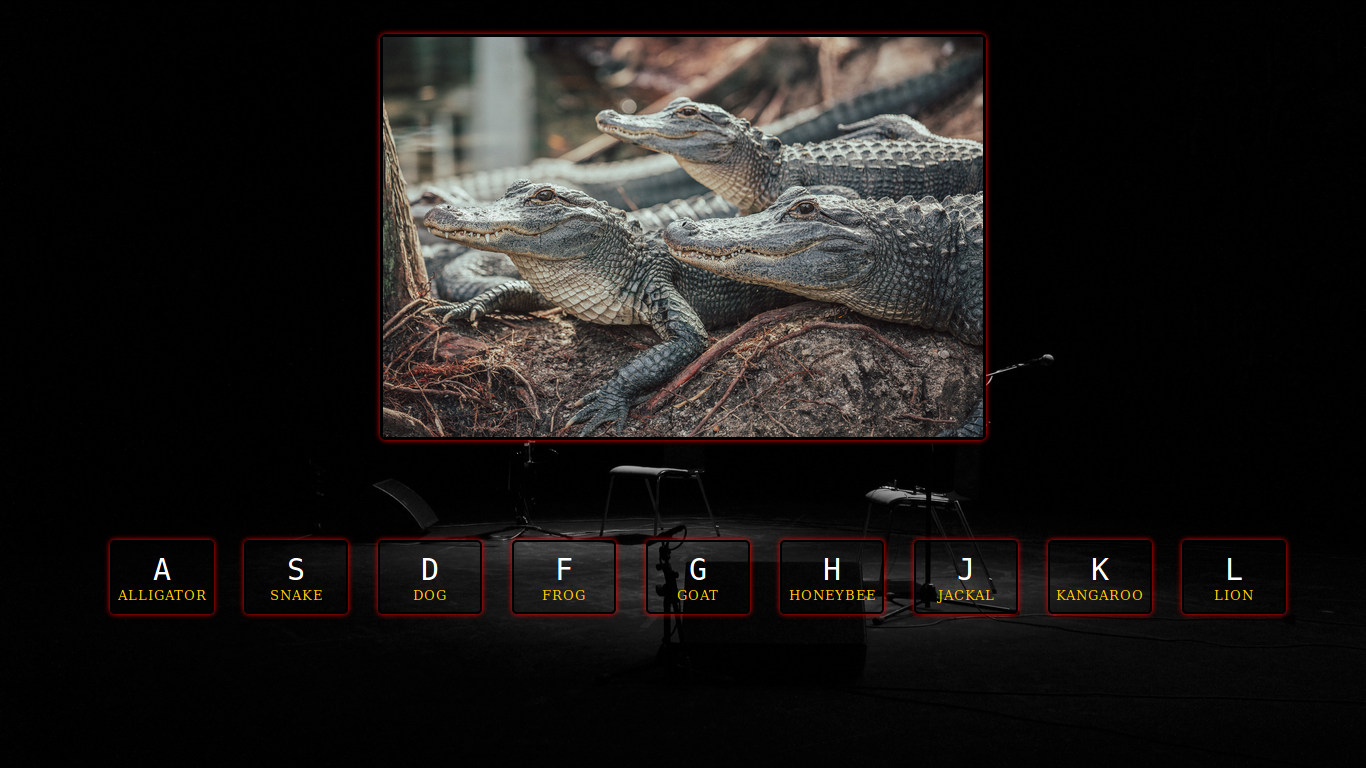 A S D F G H J K L
ALLIGATOR SNAKE DOG FROG GOAT HONEYBEE JACKAL KANGAROO LION